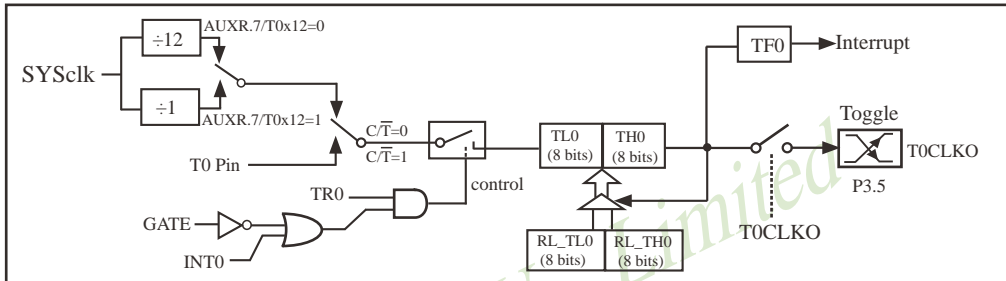 ÷12
AUXR.7/T0x12=0
SYSclk
÷1
AUXR.7/T0x12=1
T0 Pin
C/T̅=0
C/T̅=1
TR0
control
GATE
INT0
TL0
(8 bits)
TH0
(8 bits)
RL_TL0
(8 bits)
RL_TH0
(8 bits)
TF0
Interrupt
Toggle
T0CLKO
P3.5
T0CLKO
Limited